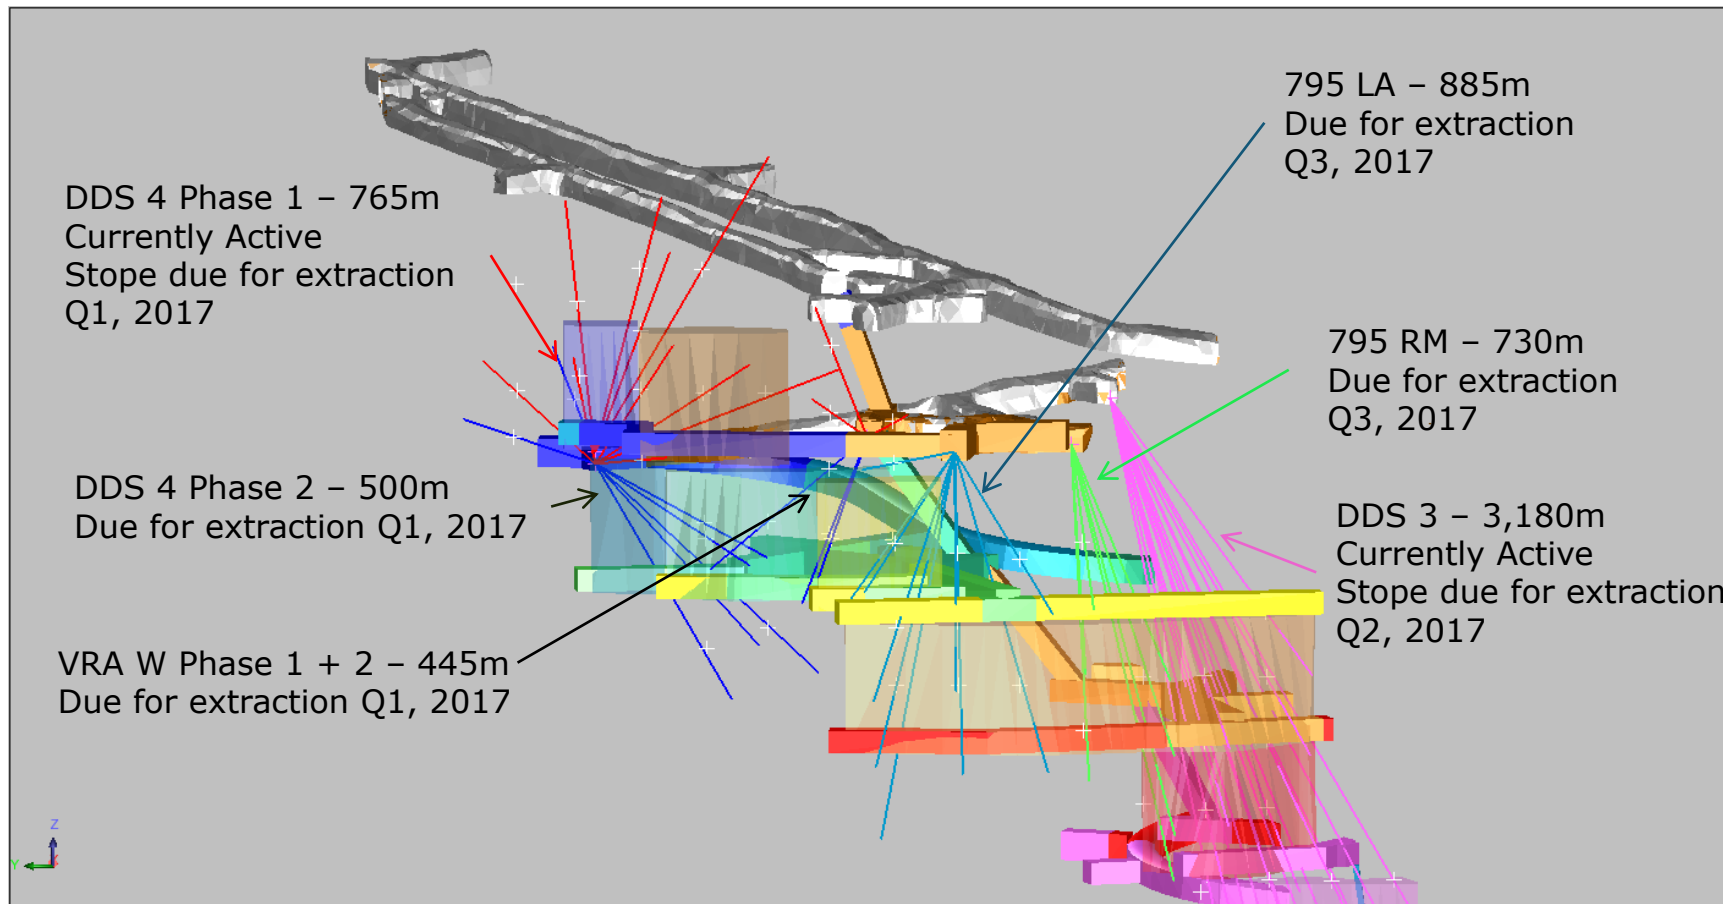 795 LA – 885m
Due for extraction
Q3, 2017
DDS 4 Phase 1 – 765m
Currently Active
Stope due for extraction
Q1, 2017
795 RM – 730m
Due for extraction
Q3, 2017
DDS 4 Phase 2 – 500m
Due for extraction Q1, 2017
DDS 3 – 3,180m
Currently Active
Stope due for extraction
Q2, 2017
VRA W Phase 1 + 2 – 445m
Due for extraction Q1, 2017
Z
Y